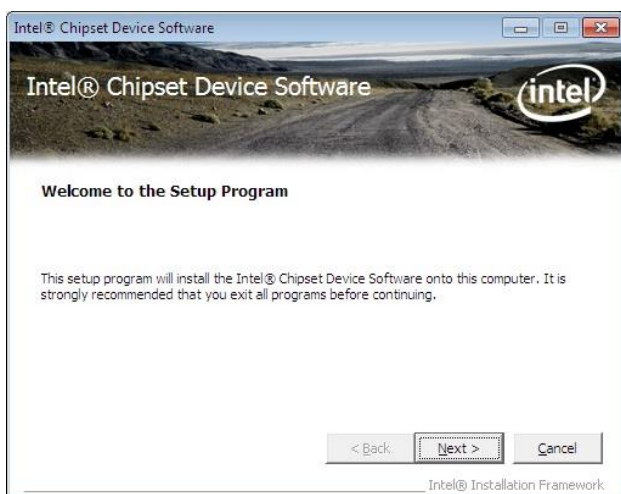 Intel® Chipset Device Software
Intel® Chipset Device Software
intel
Welcome to the Setup Program
This setup program will install the Intel® Chipset Device Software onto this computer. It is
strongly recommended that you exit all programs before continuing.
< Back
Next >
Cancel
Intel® Installation Framework